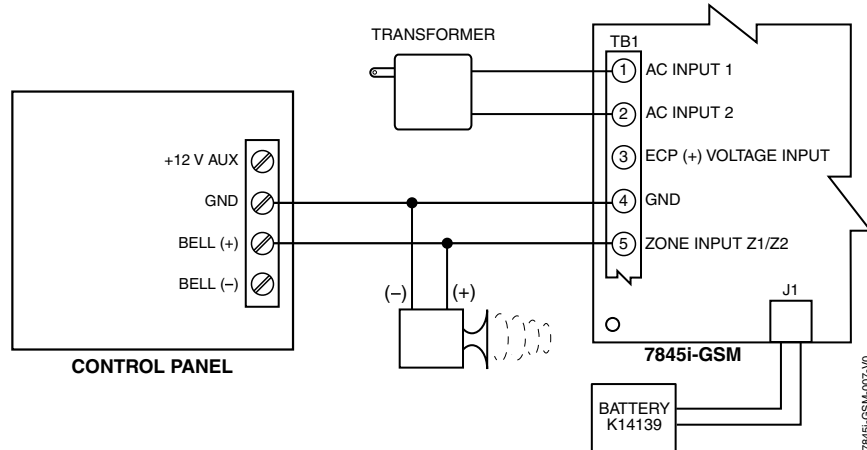 TRANSFORMER
TB1
1 AC INPUT 1
2 AC INPUT 2
3 ECP (+) VOLTAGE INPUT
4 GND
5 ZONE INPUT Z1/Z2
+12 V AUX
GND
BELL (+)
BELL (–)
(–) (+)
J1
CONTROL PANEL
7845i-GSM
BATTERY
K14139
7845i-GSM-007-V0